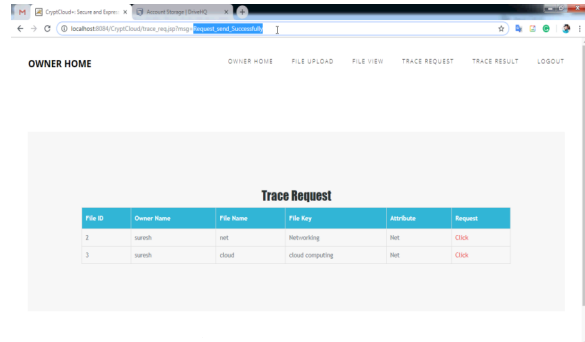 CryptCloud+: Secure and Expres
Account Storage | DriveHQ
localhost:8084/CryptCloud/trace_req.jsp?msg=Request_send_Successfully
OWNER HOME
OWNER HOME FILE UPLOAD FILE VIEW TRACE REQUEST TRACE RESULT LOGOUT
Trace Request
File ID Owner Name File Name File Key Attribute Request
2 suresh net Networking Net Click
3 suresh cloud cloud computing Net Click